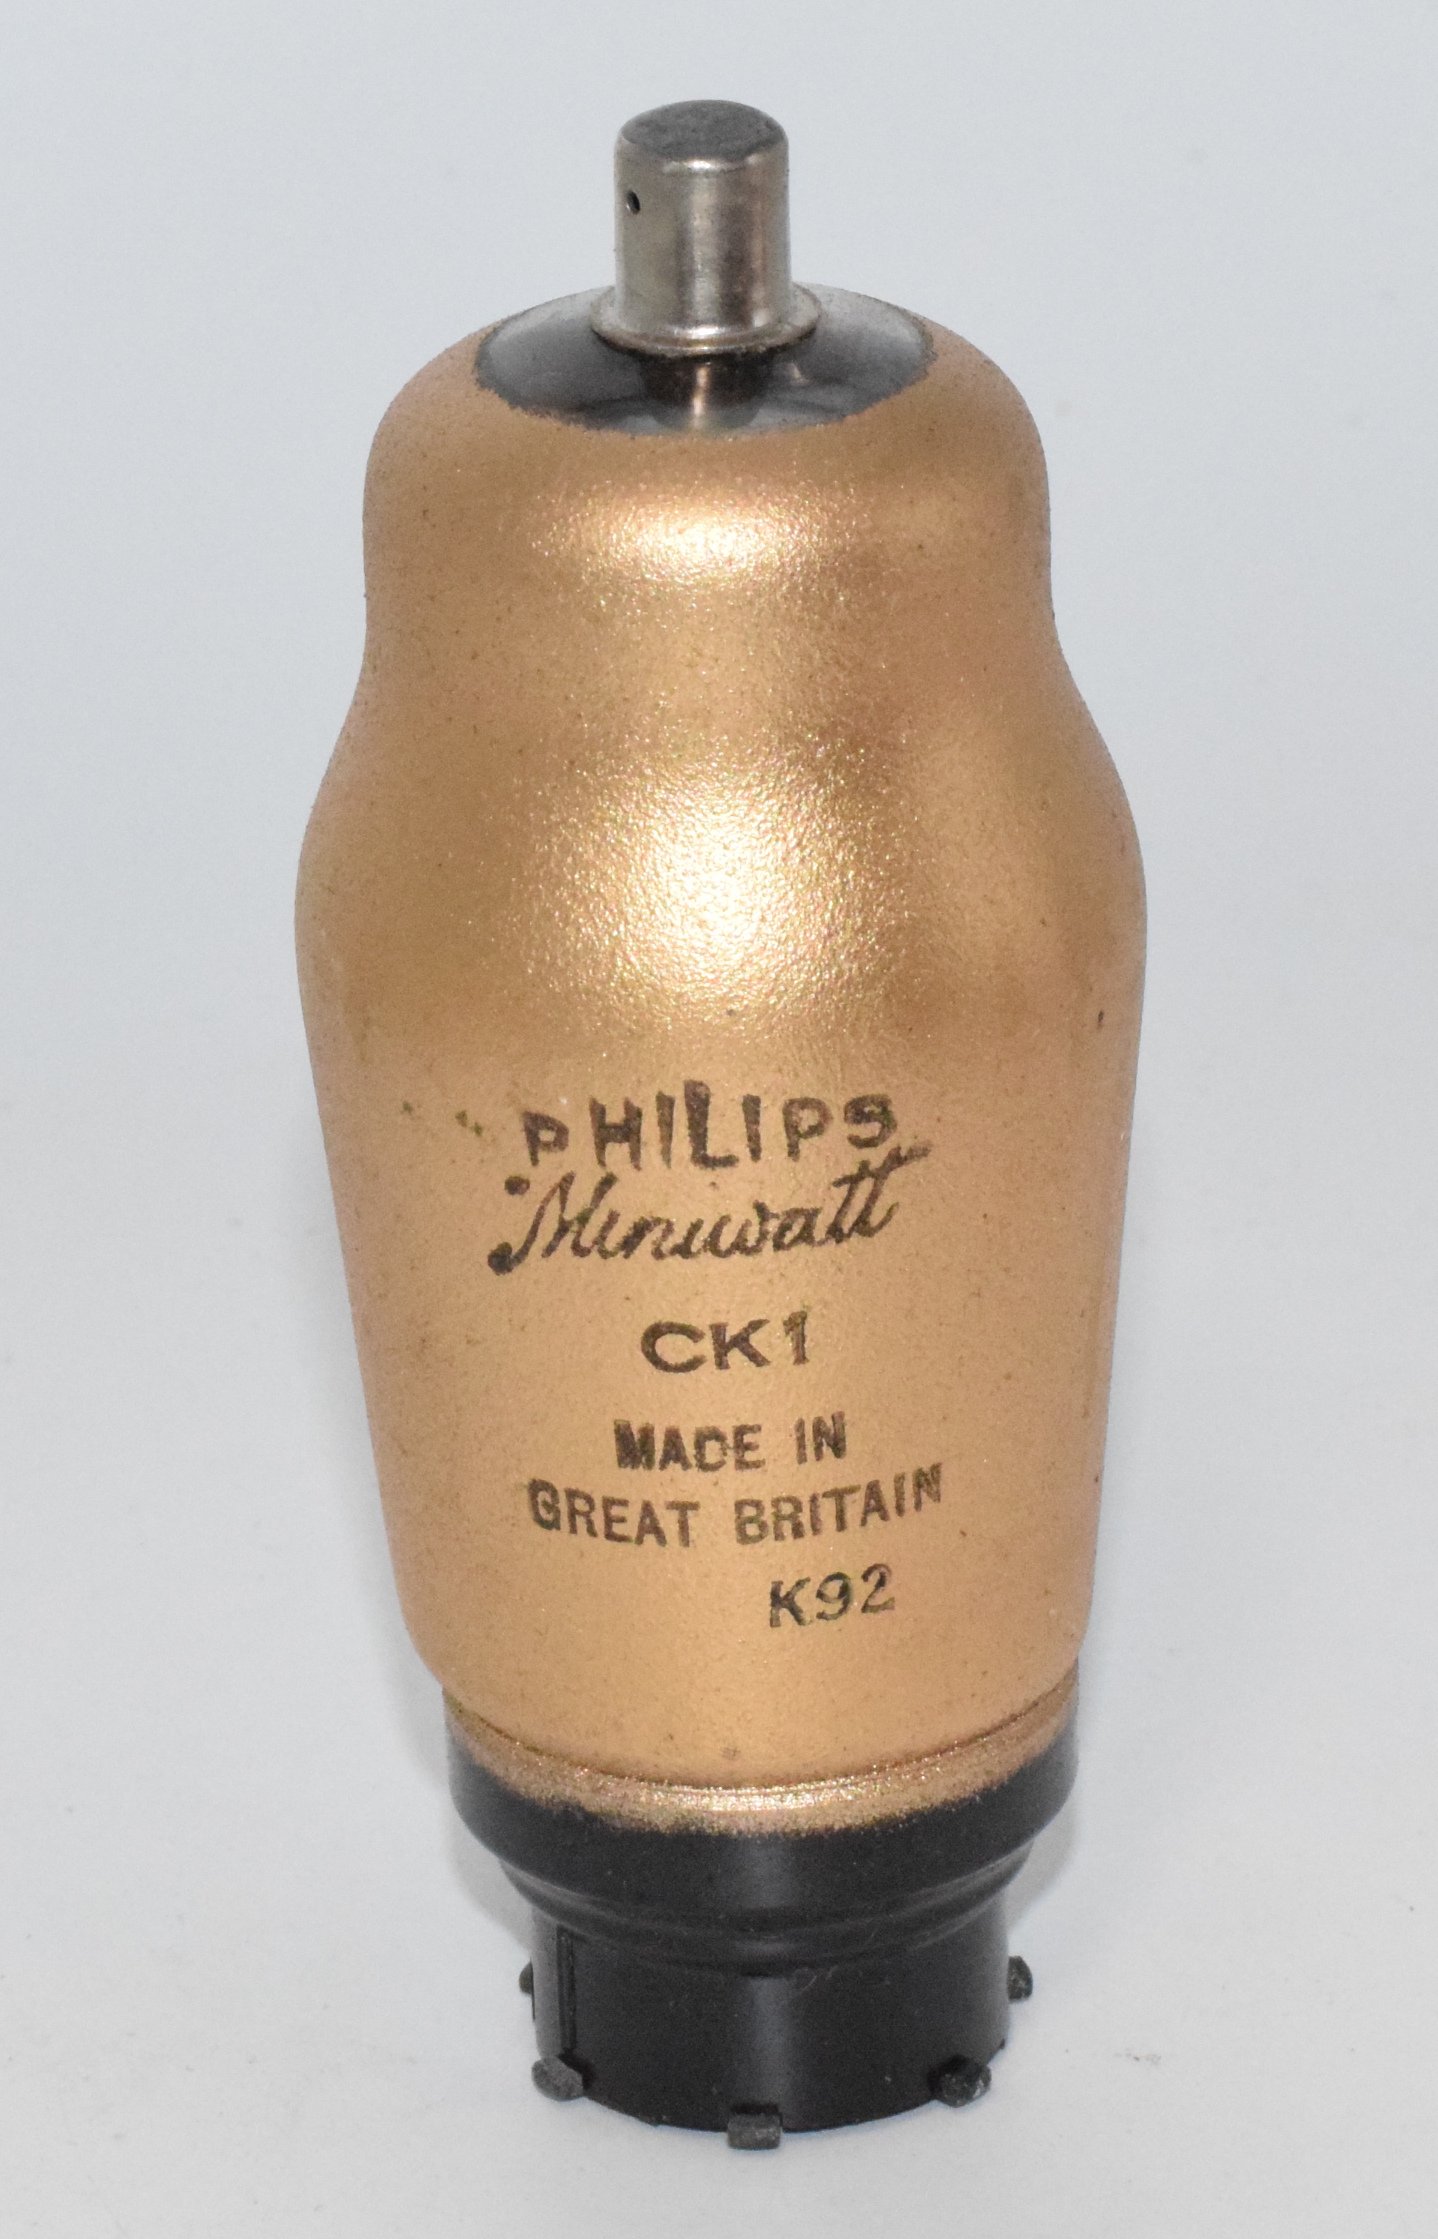 PHILIPS
Miniwatt
CK1
MADE IN
GREAT BRITAIN
K92